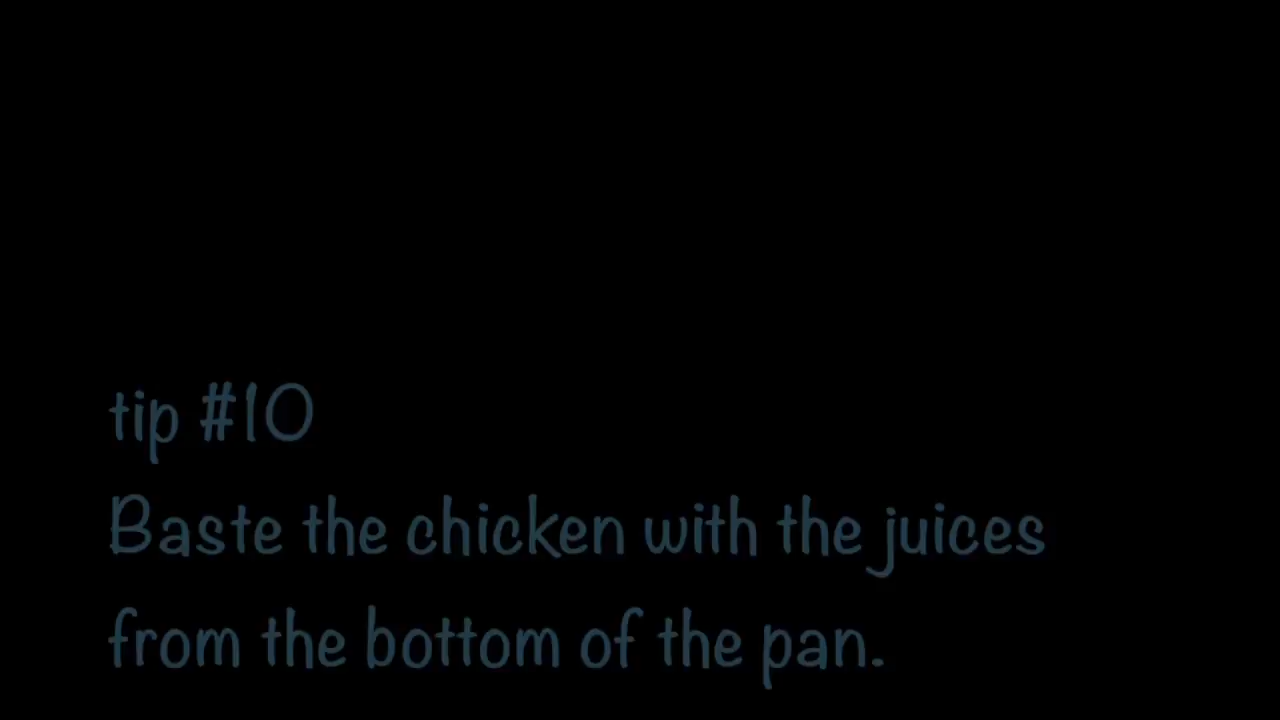 tip #10
Baste the chicken with the juices
from the bottom of the pan.